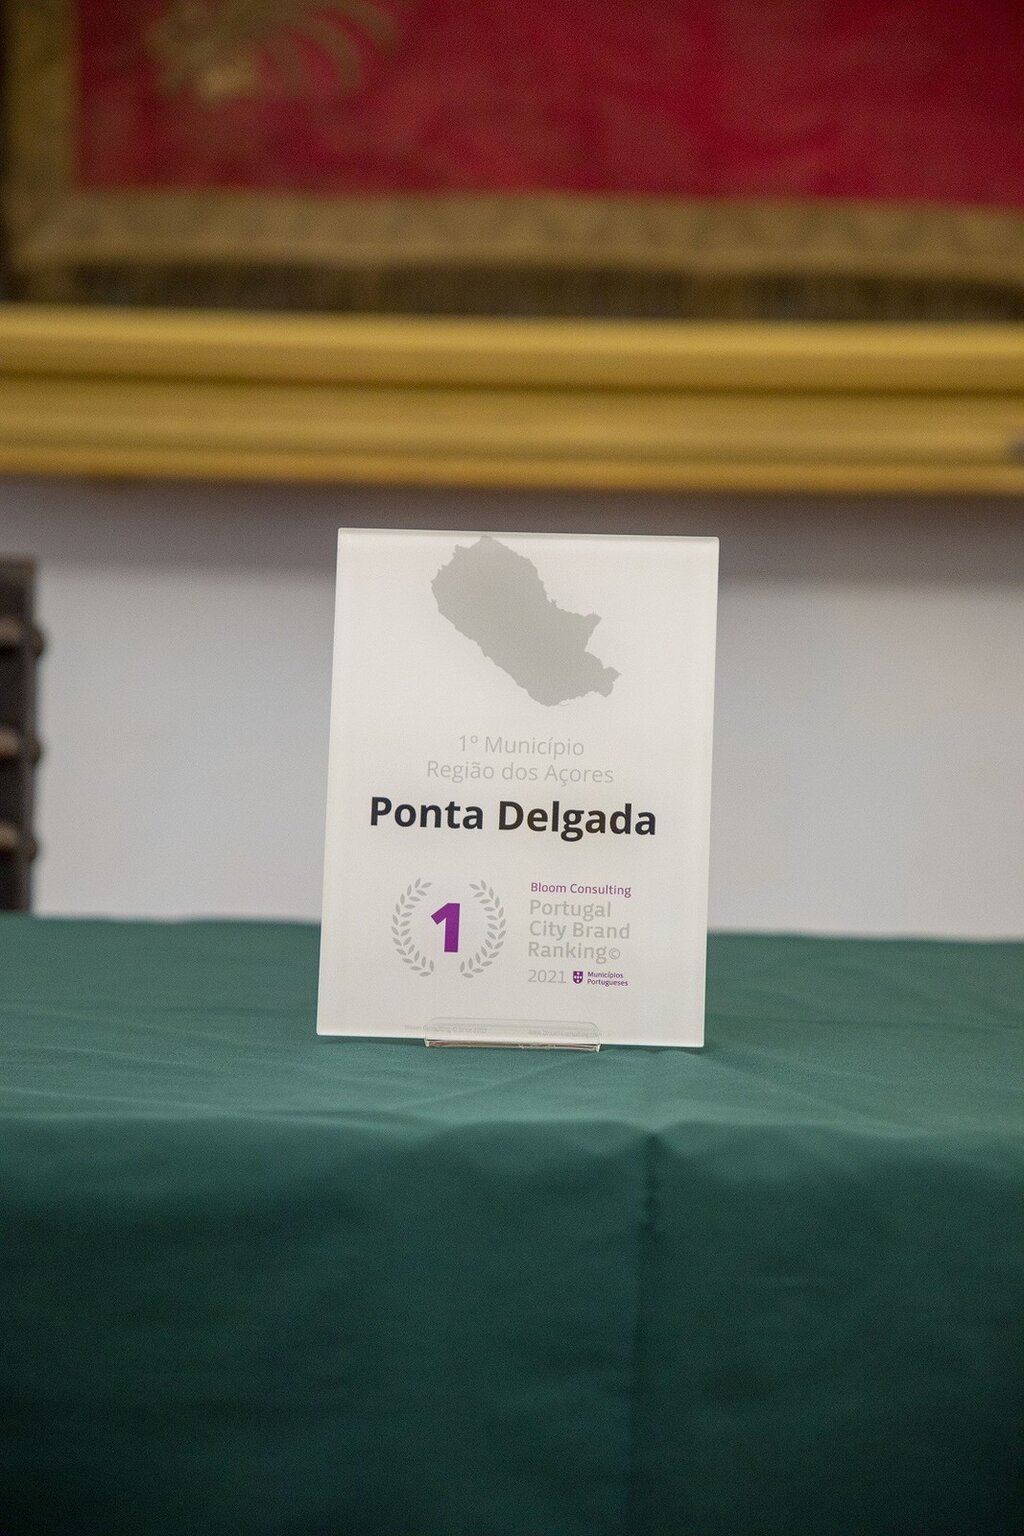 1º Município
Região dos Açores
Ponta Delgada
1
Bloom Consulting
Portugal
City Brand
Ranking©
2021
Municípios
Portugueses